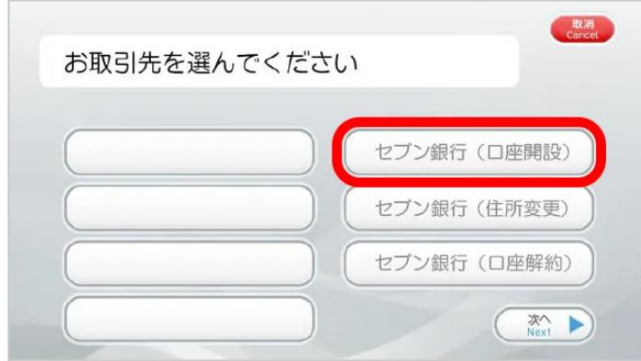 取消
Cancel
お取引先を選んでください
セブン銀行（口座開設）
セブン銀行（住所変更）
セブン銀行（口座解約）
次へ
Next